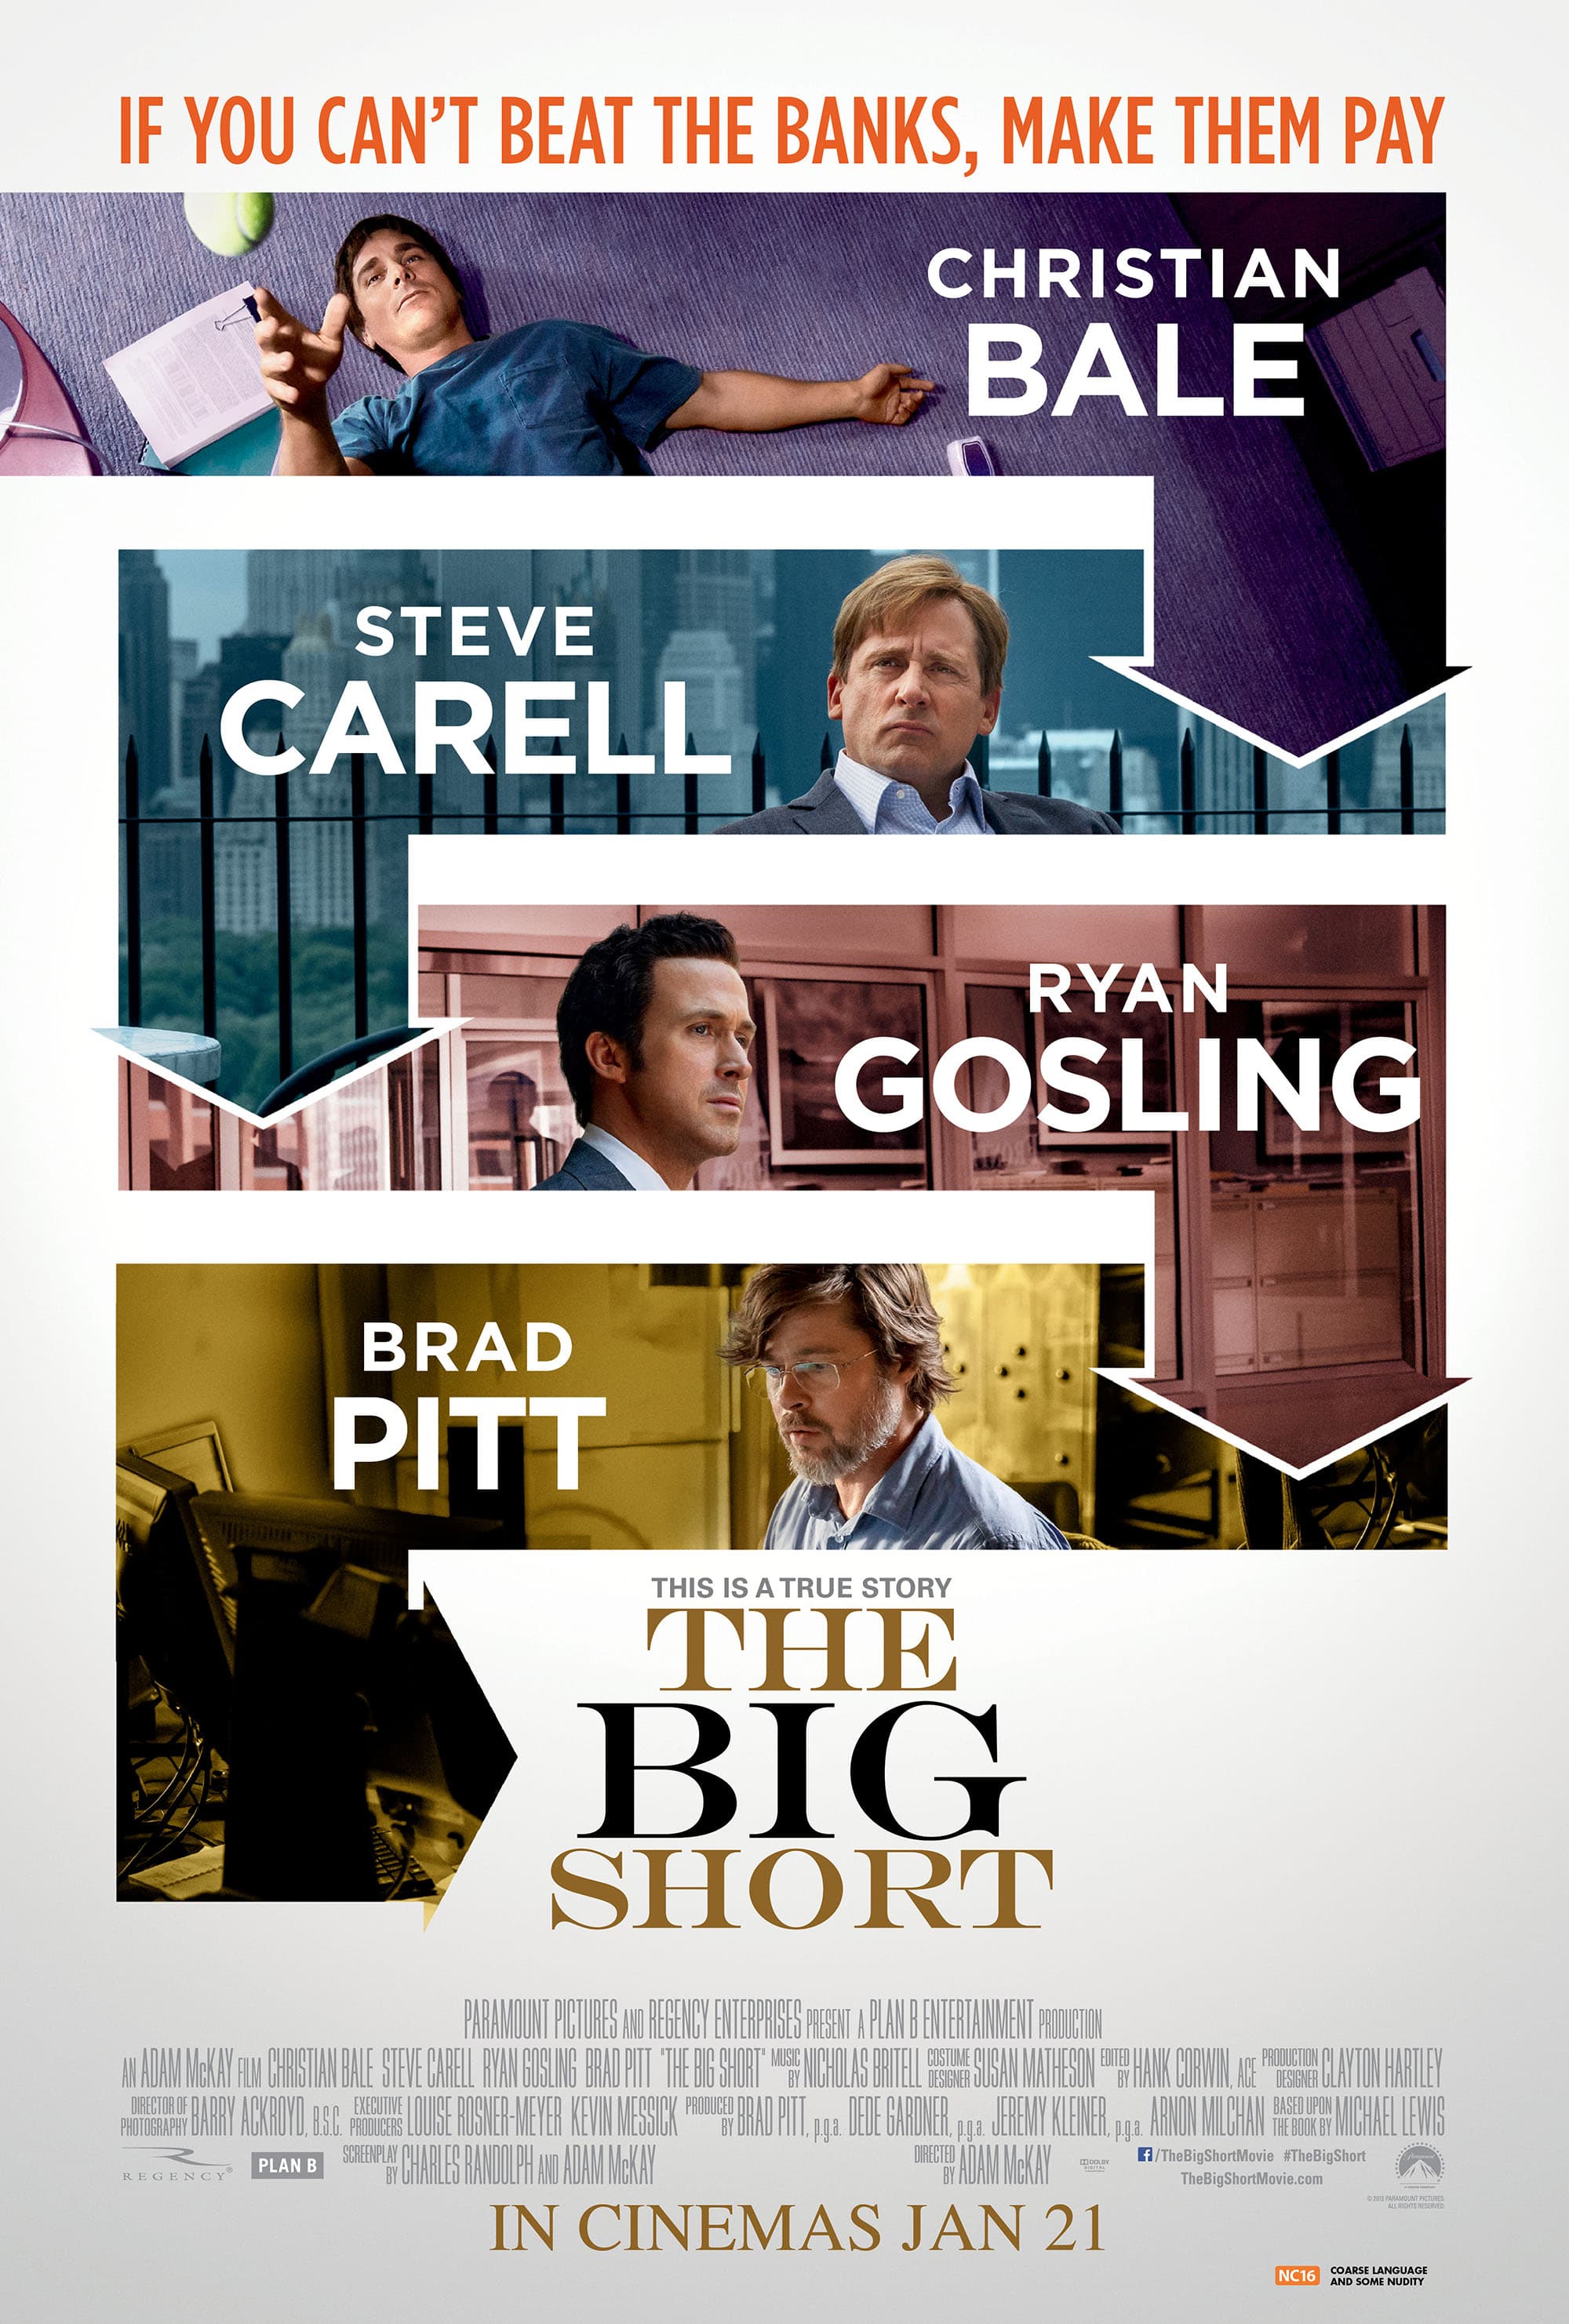 IF YOU CAN'T BEAT THE BANKS, MAKE THEM PAY
CHRISTIAN
BALE
STEVE
CARELL
RYAN
GOSLING
BRAD
PITT
THIS IS A TRUE STORY
THE
BIG
SHORT
PARAMOUNT PICTURES AND REGENCY ENTERPRISES PRESENT A PLAN B ENTERTAINMENT PRODUCTION
AN ADAM McKAY FILM CHRISTIAN BALE STEVE CARELL RYAN GOSLING BRAD PITT "THE BIG SHORT" MUSIC BY NICHOLAS BRITELL COSTUME DESIGNER SUSAN MATHESON EDITED BY HANK CORWIN, ACE PRODUCTION DESIGNER CLAYTON HARTLEY
DIRECTOR OF PHOTOGRAPHY BARRY ACKROYD, B.S.C. EXECUTIVE PRODUCERS LOUISE ROSNER-MEYER KEVIN MESSICK PRODUCED BY BRAD PITT, p.g.a. DEDE GARDNER, p.g.a. JEREMY KLEINER, p.g.a. ARNON MILCHAN BASED UPON THE BOOK BY MICHAEL LEWIS
REGENCY® PLAN B SCREENPLAY BY CHARLES RANDOLPH AND ADAM McKAY DIRECTED BY ADAM McKAY DOLBY DIGITAL /TheBigShortMovie #TheBigShort
TheBigShortMovie.com
Paramount
© 2015 PARAMOUNT PICTURES.
ALL RIGHTS RESERVED.
IN CINEMAS JAN 21
NC16 COARSE LANGUAGE
AND SOME NUDITY